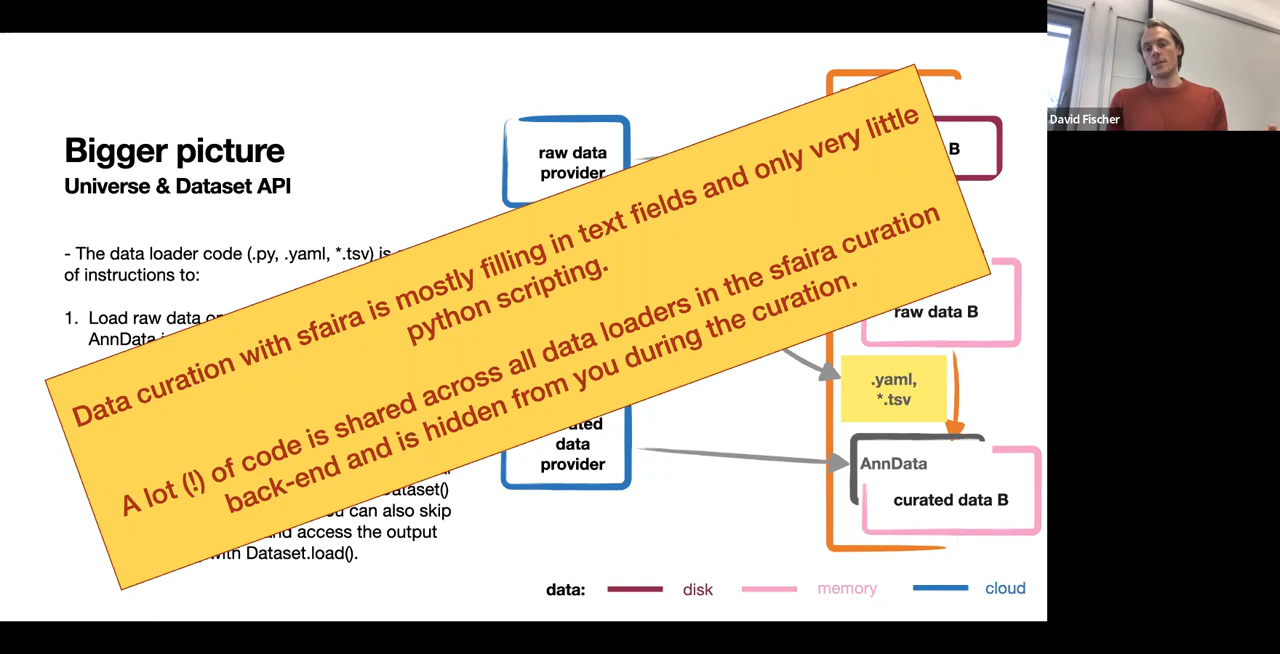 Bigger picture
Universe & Dataset API
- The data loader code (.py, .yaml, *.tsv) is
of instructions to:
1. Load raw data
AnnData
Dataset()
can also skip
and access the output
with Dataset.load().
Data curation with sfaira is mostly filling in text fields and only very little
python scripting.
A lot (!) of code is shared across all data loaders in the sfaira curation
back-end and is hidden from you during the curation.
raw data
provider
B
raw data B
.yaml,
*.tsv
data
provider
AnnData
curated data B
data:
disk
memory
cloud
David Fischer